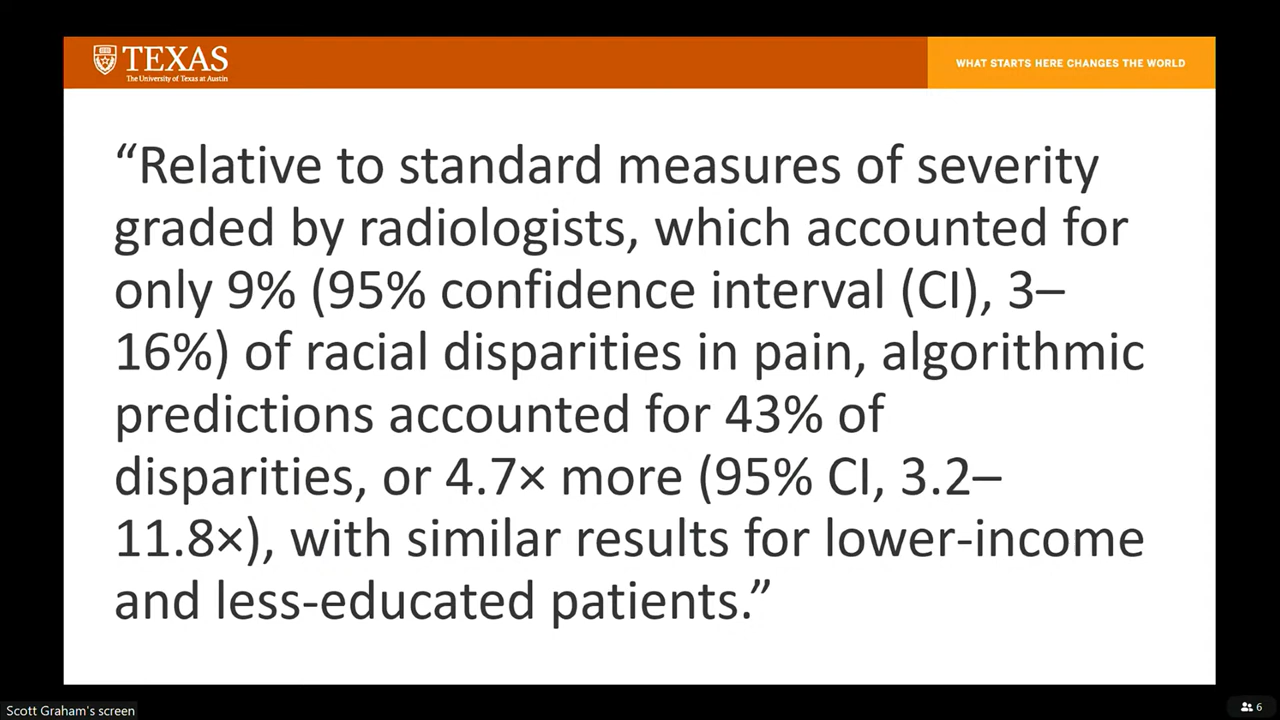 TEXAS
The University of Texas at Austin
WHAT STARTS HERE CHANGES THE WORLD
“Relative to standard measures of severity
graded by radiologists, which accounted for
only 9% (95% confidence interval (CI), 3–
16%) of racial disparities in pain, algorithmic
predictions accounted for 43% of
disparities, or 4.7× more (95% CI, 3.2–
11.8×), with similar results for lower-income
and less-educated patients.”
Scott Graham's screen
6